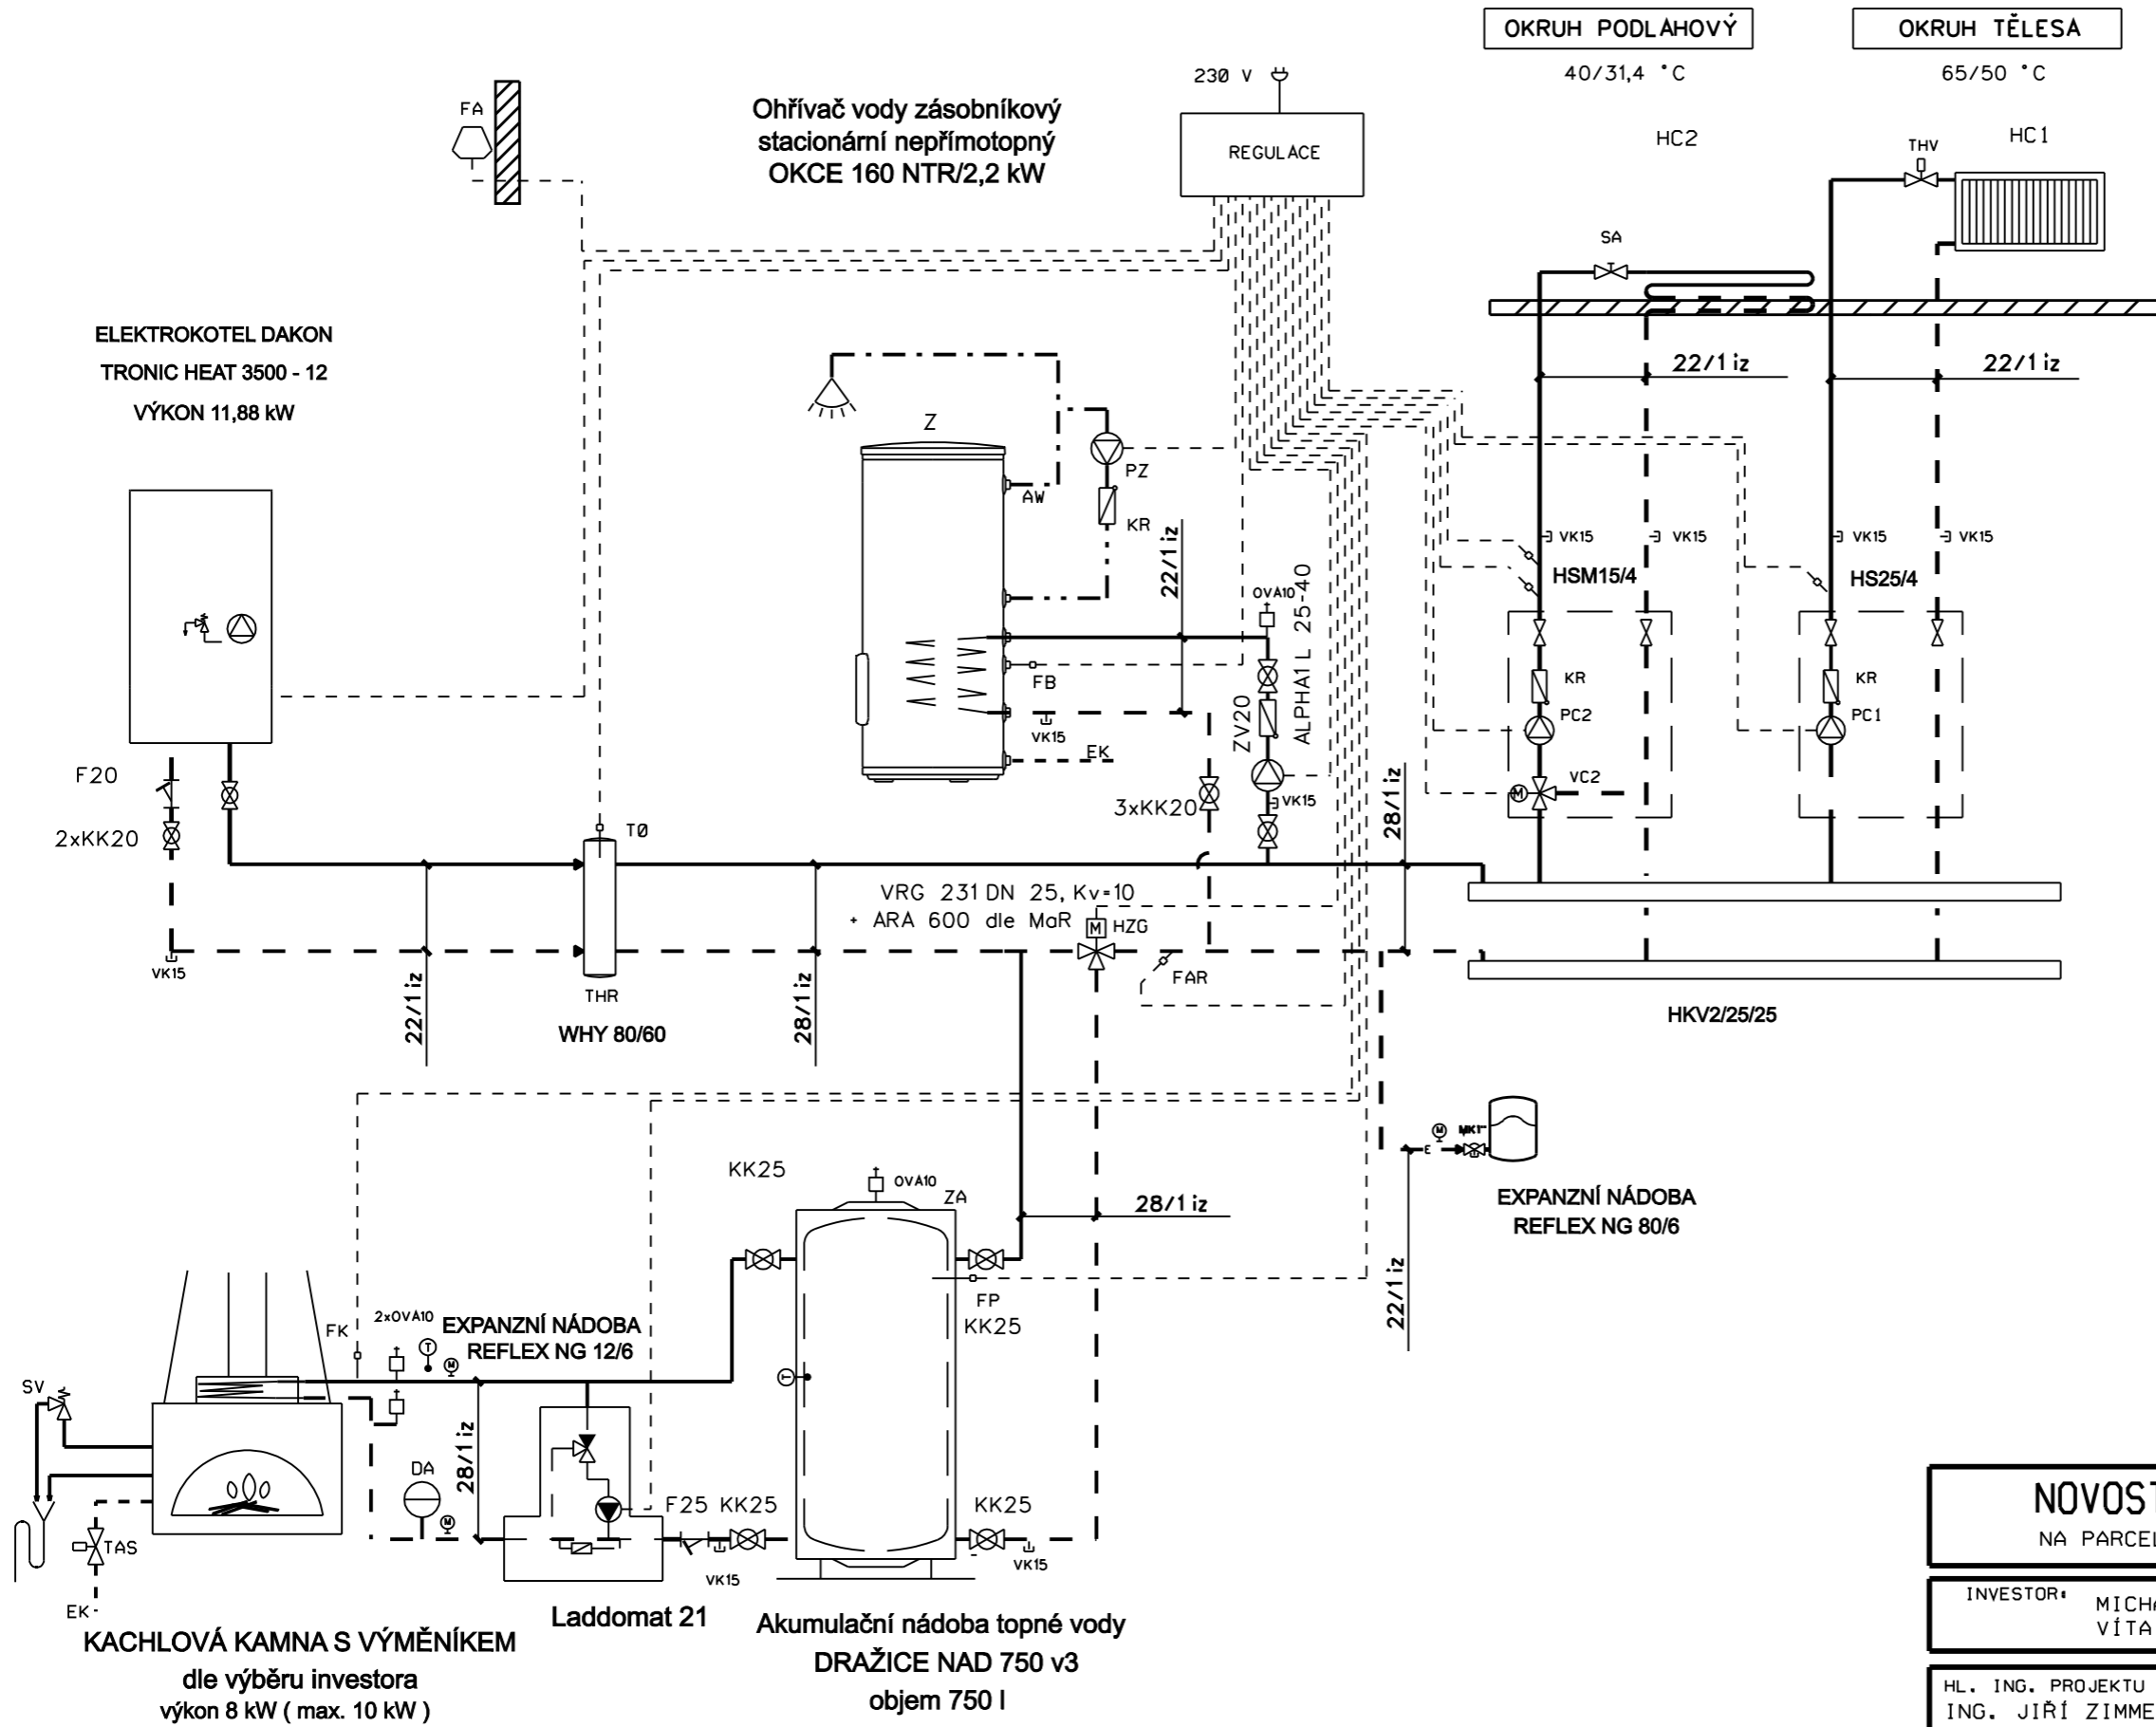 OKRUH PODLAHOVÝ
OKRUH TĚLESA
40/31,4 °C
65/50 °C
230 V
FA
Ohřívač vody zásobníkový
stacionární nepřímotopný
OKCE 160 NTR/2,2 kW
REGULACE
HC2
THV
HC1
SA
ELEKTROKOTEL DAKON
TRONIC HEAT 3500 - 12
VÝKON 11,88 kW
22/1 iz
22/1 iz
Z
PZ
AW
KR
22/1 iz
VK15
VK15
VK15
VK15
HSM15/4
HS25/4
OVA10
ALPHA1 L 25-40
FB
ZV20
KR
KR
PC2
PC1
VK15
EK
F20
VC2
M
VK15
3xKK20
28/1 iz
2xKK20
TØ
VRG 231 DN 25, Kv=10
+ ARA 600 dle MaR
M
HZG
VK15
FAR
THR
22/1 iz
28/1 iz
WHY 80/60
HKV2/25/25
M
MK1"
E
KK25
OVA10
ZA
28/1 iz
EXPANZNÍ NÁDOBA
REFLEX NG 80/6
22/1 iz
FP
KK25
FK
2xOVA10
T
M
EXPANZNÍ NÁDOBA
REFLEX NG 12/6
T
SV
28/1 iz
DA
M
F25
KK25
KK25
VK15
VK15
TAS
EK
NOVOST
NA PARCEL
INVESTOR:
MICHA
VÍTA
Laddomat 21
KACHLOVÁ KAMNA S VÝMĚNÍKEM
dle výběru investora
výkon 8 kW ( max. 10 kW )
Akumulační nádoba topné vody
DRAŽICE NAD 750 v3
objem 750 l
HL. ING. PROJEKTU
ING. JIŘÍ ZIMME